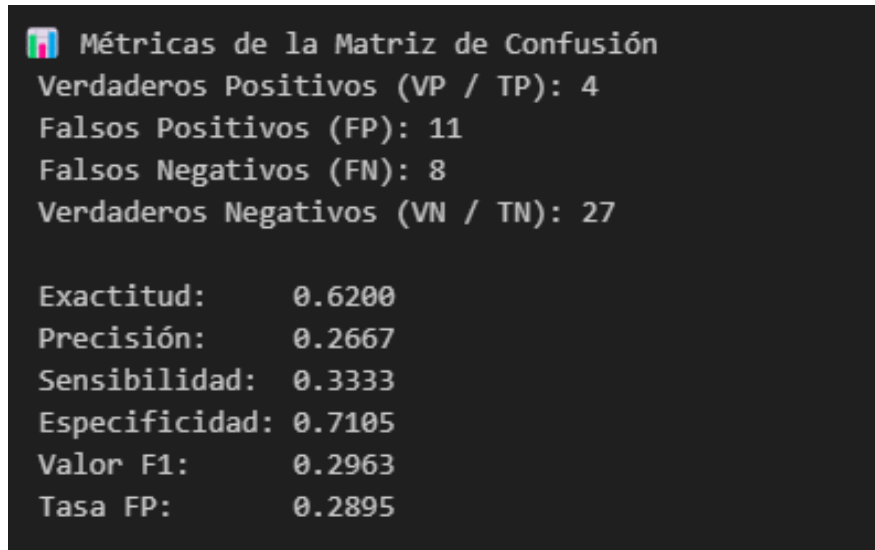 📊 Métricas de la Matriz de Confusión
Verdaderos Positivos (VP / TP): 4
Falsos Positivos (FP): 11
Falsos Negativos (FN): 8
Verdaderos Negativos (VN / TN): 27
Exactitud: 0.6200
Precisión: 0.2667
Sensibilidad: 0.3333
Especificidad: 0.7105
Valor F1: 0.2963
Tasa FP: 0.2895